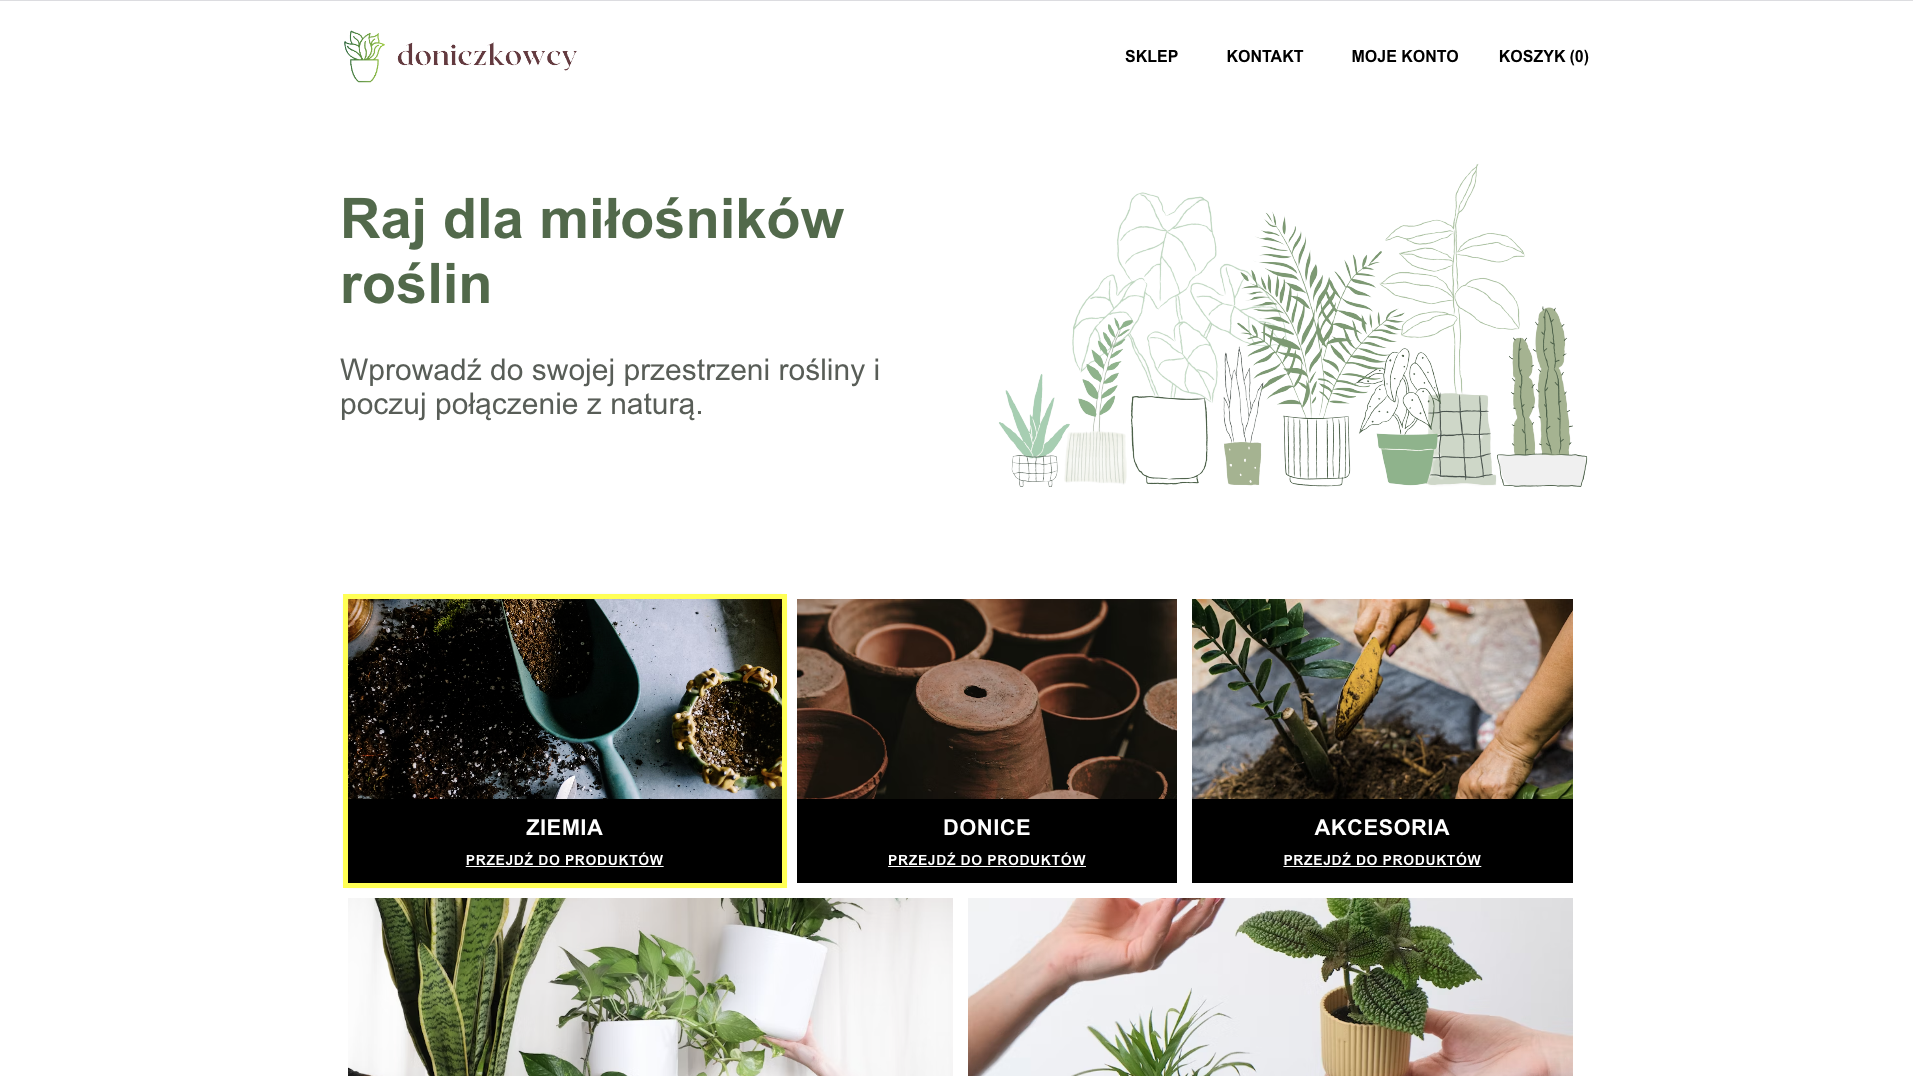 doniczkowcy
SKLEP
KONTAKT
MOJE KONTO
KOSZYK (0)
Raj dla miłośników
roślin
Wprowadź do swojej przestrzeni rośliny i
poczuj połączenie z naturą.
ZIEMIA
PRZEJDŹ DO PRODUKTÓW
DONICE
PRZEJDŹ DO PRODUKTÓW
AKCESORIA
PRZEJDŹ DO PRODUKTÓW